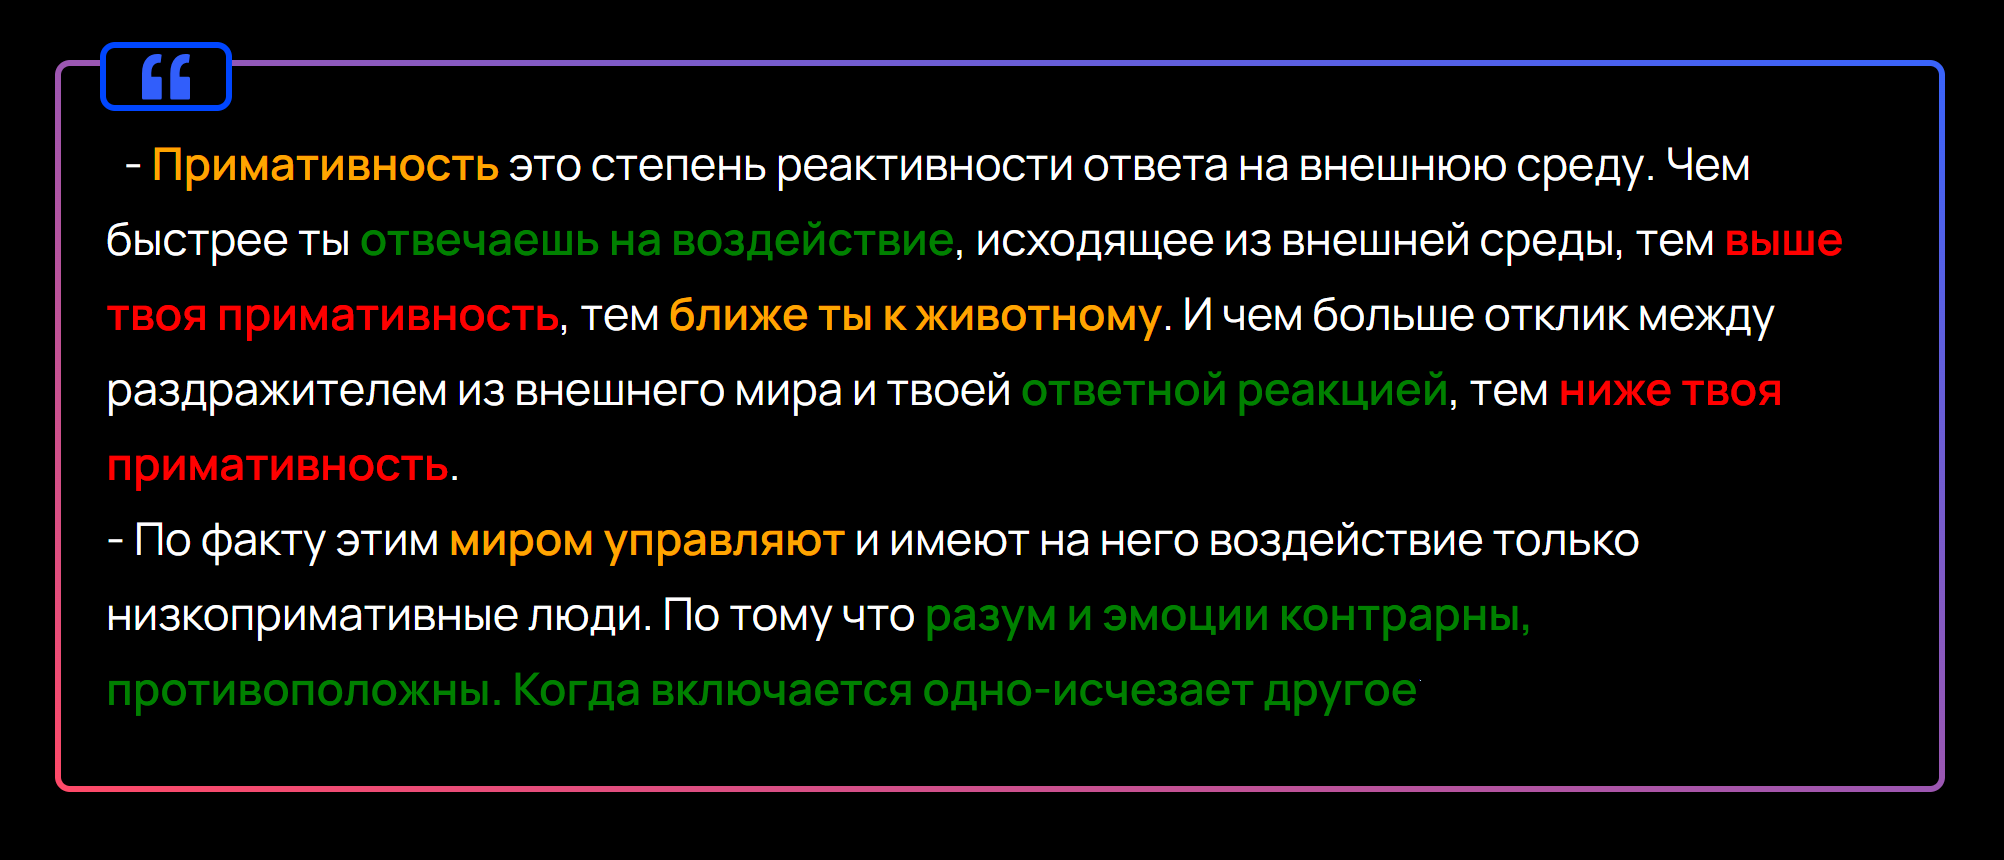 “
- Примативность это степень реактивности ответа на внешнюю среду. Чем
быстрее ты отвечаешь на воздействие, исходящее из внешней среды, тем выше
твоя примативность, тем ближе ты к животному. И чем больше отклик между
раздражителем из внешнего мира и твоей ответной реакцией, тем ниже твоя
примативность.
- По факту этим миром управляют и имеют на него воздействие только
низкопримативные люди. По тому что разум и эмоции контрарны,
противоположны. Когда включается одно-исчезает другое